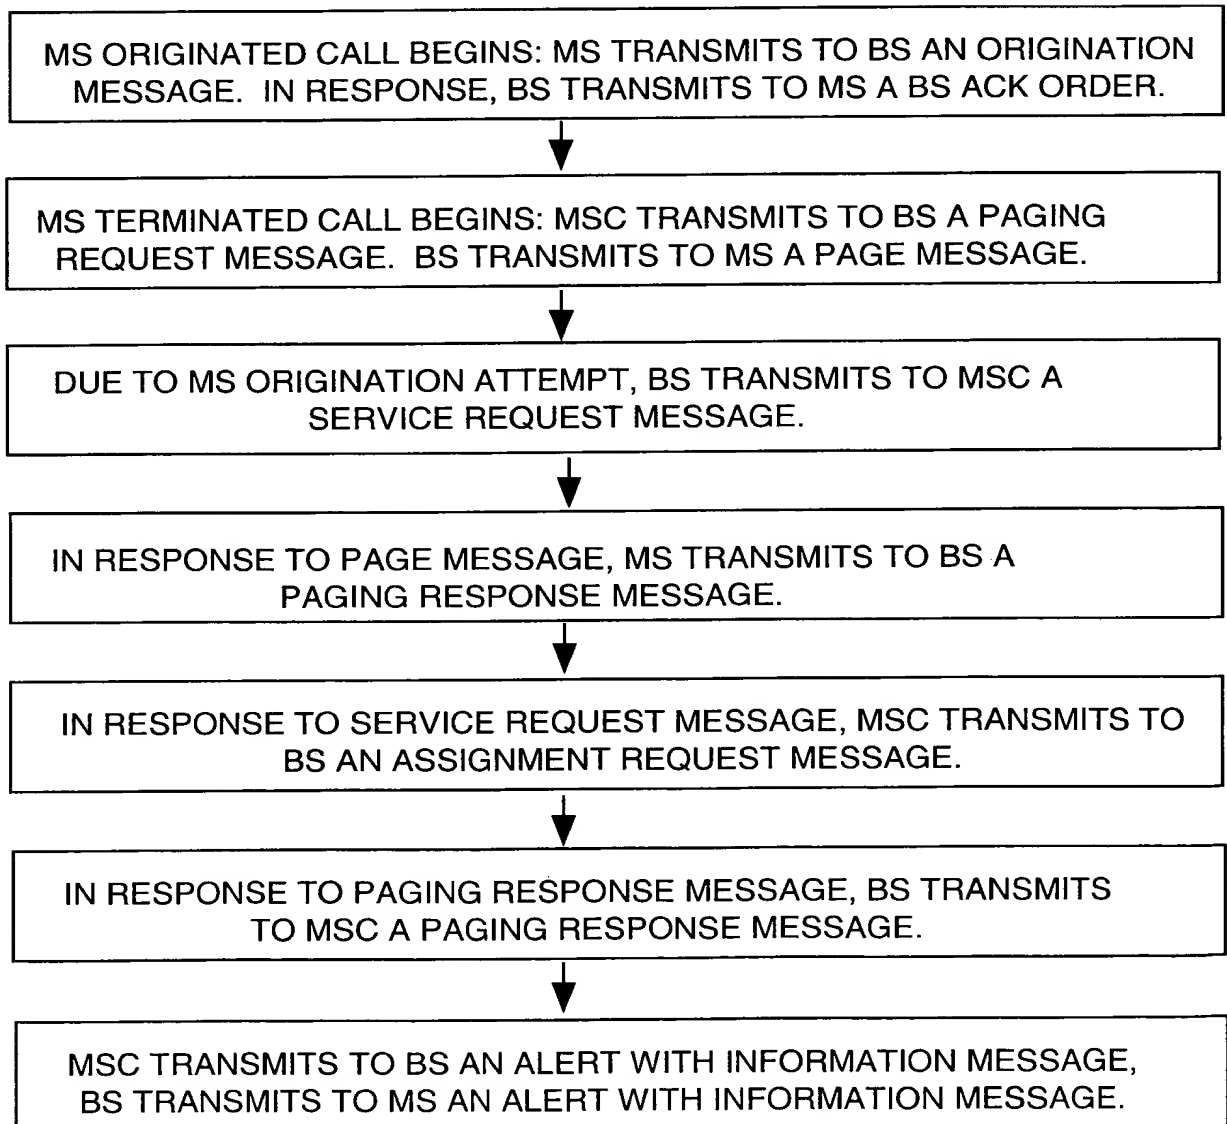 MS ORIGINATED CALL BEGINS: MS TRANSMITS TO BS AN ORIGINATION
MESSAGE. IN RESPONSE, BS TRANSMITS TO MS A BS ACK ORDER.
MS TERMINATED CALL BEGINS: MSC TRANSMITS TO BS A PAGING
REQUEST MESSAGE. BS TRANSMITS TO MS A PAGE MESSAGE.
DUE TO MS ORIGINATION ATTEMPT, BS TRANSMITS TO MSC A
SERVICE REQUEST MESSAGE.
IN RESPONSE TO PAGE MESSAGE, MS TRANSMITS TO BS A
PAGING RESPONSE MESSAGE.
IN RESPONSE TO SERVICE REQUEST MESSAGE, MSC TRANSMITS TO
BS AN ASSIGNMENT REQUEST MESSAGE.
IN RESPONSE TO PAGING RESPONSE MESSAGE, BS TRANSMITS
TO MSC A PAGING RESPONSE MESSAGE.
MSC TRANSMITS TO BS AN ALERT WITH INFORMATION MESSAGE,
BS TRANSMITS TO MS AN ALERT WITH INFORMATION MESSAGE.